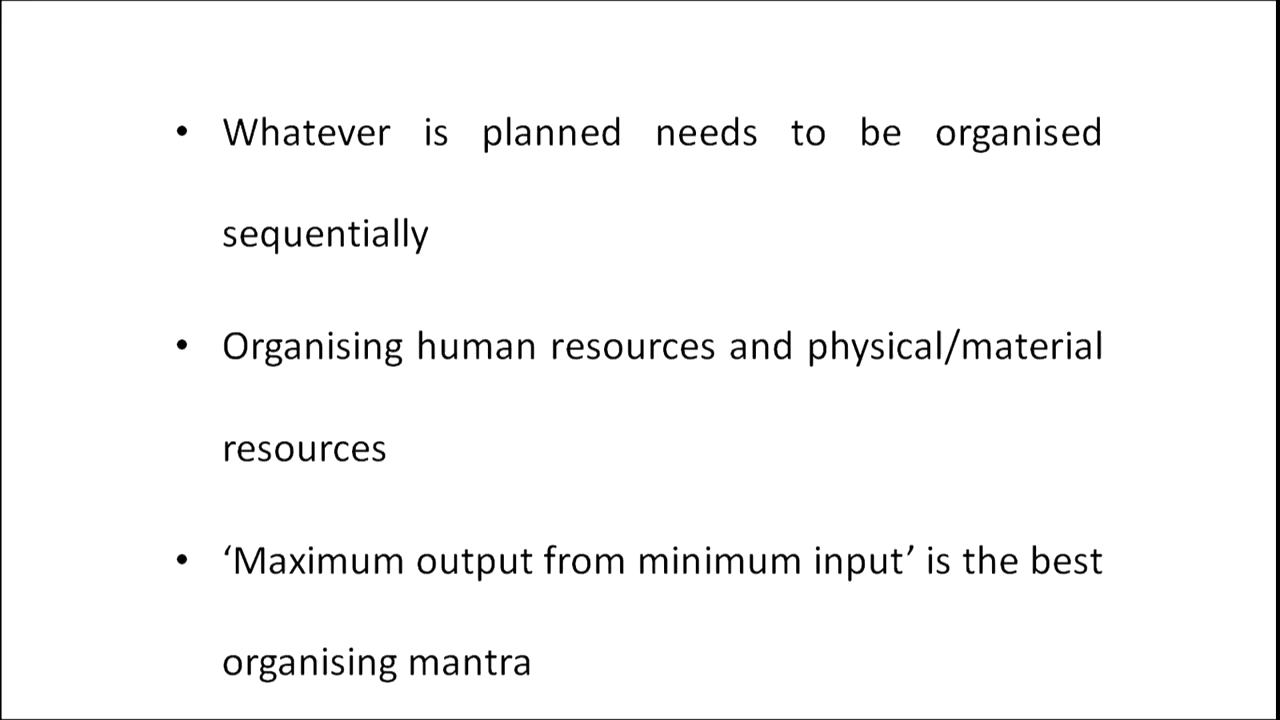 • Whatever is planned needs to be organised
sequentially
• Organising human resources and physical/material
resources
• ‘Maximum output from minimum input’ is the best
organising mantra